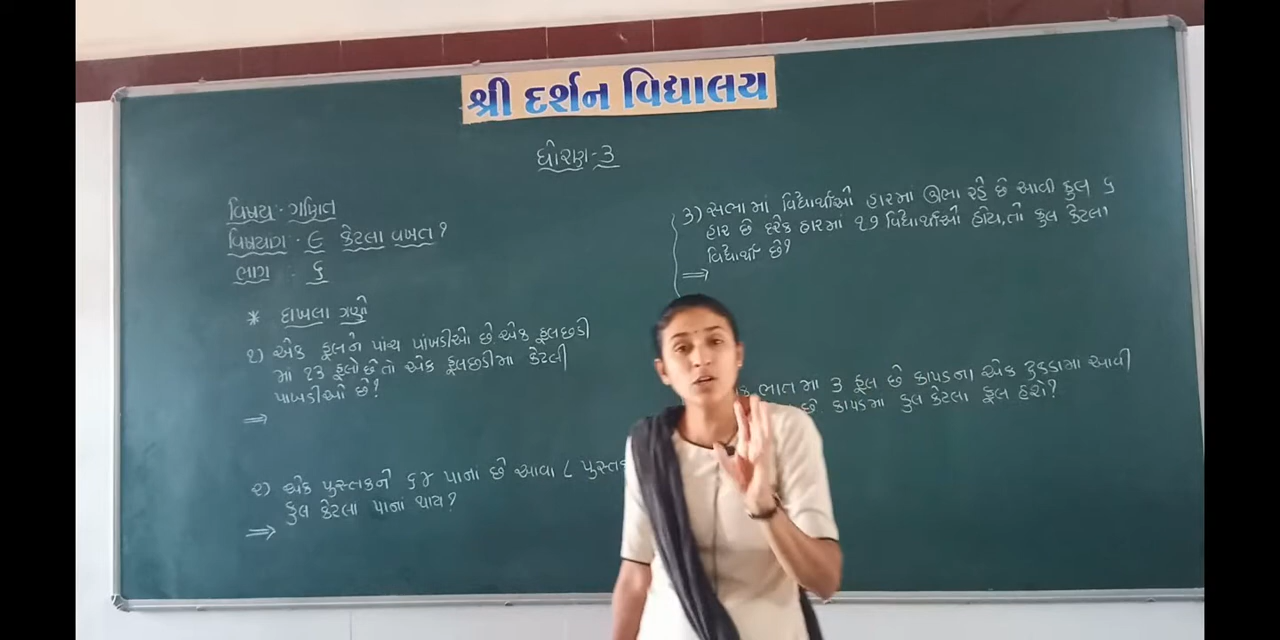 શ્રી દર્શન વિદ્યાલય
ધોરણ-૩
વિષય: ગણિત
વિષયાંગ: ૯ કેટલા વખત?
ભાગ : ૬
* દાખલા ગણો
૧) એક ફૂલને પાંચ પાંખડીઓ છે એક ફૂલછડી
માં ૧૩ ફૂલો છે તો એક ફૂલછડીમાં કેટલી
પાખડીઓ છે?
⇒
૨) એક પુસ્તકને ૬૪ પાના છે આવા ૮
કુલ કેટલા પાનાં થાય?
⇒
૩) સભામાં વિદ્યાર્થીઓ હારમાં ઊભા રહે છે આવી કુલ ૬
હાર છે દરેક હારમાં ૧૭ વિદ્યાર્થીઓ હોય,તો કુલ કેટલા
વિદ્યાર્થી છે?
⇒
ભાતમાં ૩ ફૂલ છે કાપડના એક ટુકડામાં આવી
છે. કાપડમાં કુલ કેટલા ફૂલ હશે?